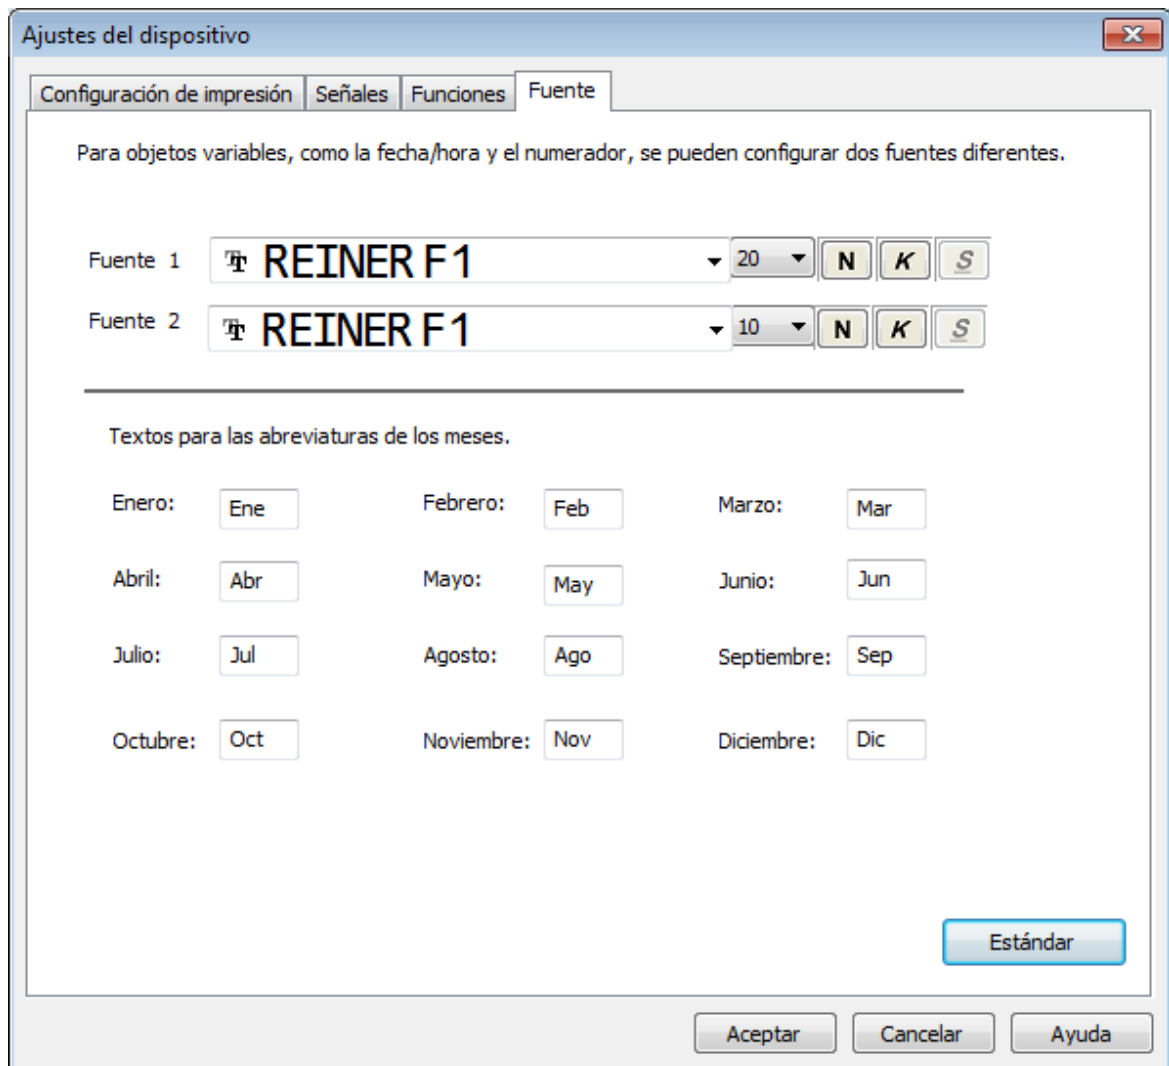 Ajustes del dispositivo
Configuración de impresión Señales Funciones Fuente
Para objetos variables, como la fecha/hora y el numerador, se pueden configurar dos fuentes diferentes.
Fuente 1 REINER F1 20 N K S
Fuente 2 REINER F1 10 N K S
Textos para las abreviaturas de los meses.
Enero: Ene Febrero: Feb Marzo: Mar
Abril: Abr Mayo: May Junio: Jun
Julio: Jul Agosto: Ago Septiembre: Sep
Octubre: Oct Noviembre: Nov Diciembre: Dic
Estándar
Aceptar Cancelar Ayuda